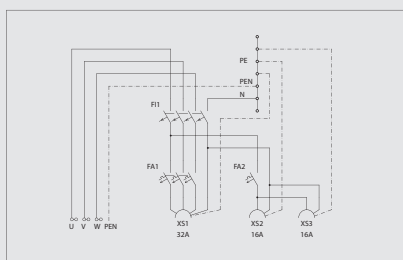 PE
PEN
N
FI1
FA1
FA2
U V W PEN
XS1 XS2 XS3
32A 16A 16A